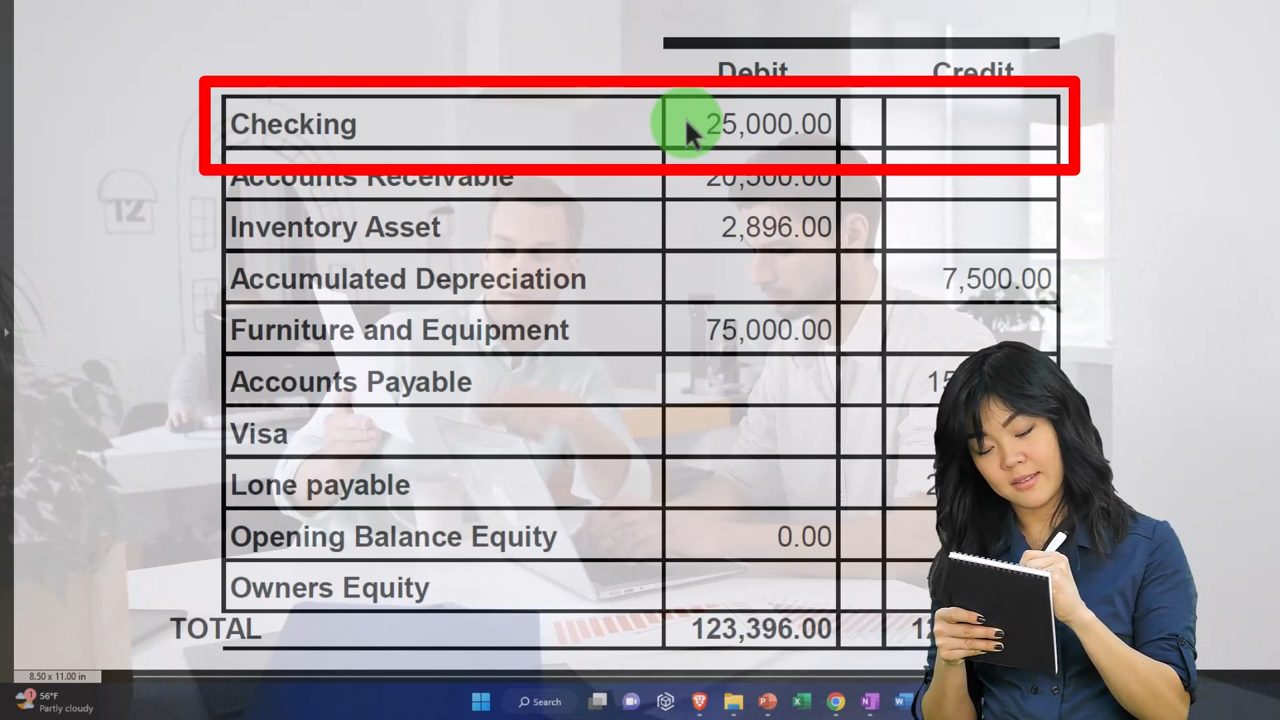 Debit Credit
Checking 25,000.00
Accounts Receivable 20,500.00
Inventory Asset 2,896.00
Accumulated Depreciation 7,500.00
Furniture and Equipment 75,000.00
Accounts Payable
Visa
Lone payable
Opening Balance Equity 0.00
Owners Equity
TOTAL 123,396.00
8.50 x 11.00 in
1
56°F
Partly cloudy
Search